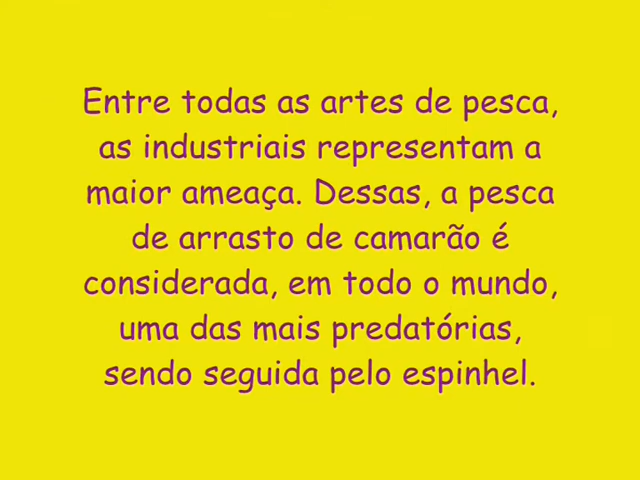 Entre todas as artes de pesca,
as industriais representam a
maior ameaça. Dessas, a pesca
de arrasto de camarão é
considerada, em todo o mundo,
uma das mais predatórias,
sendo seguida pelo espinhel.